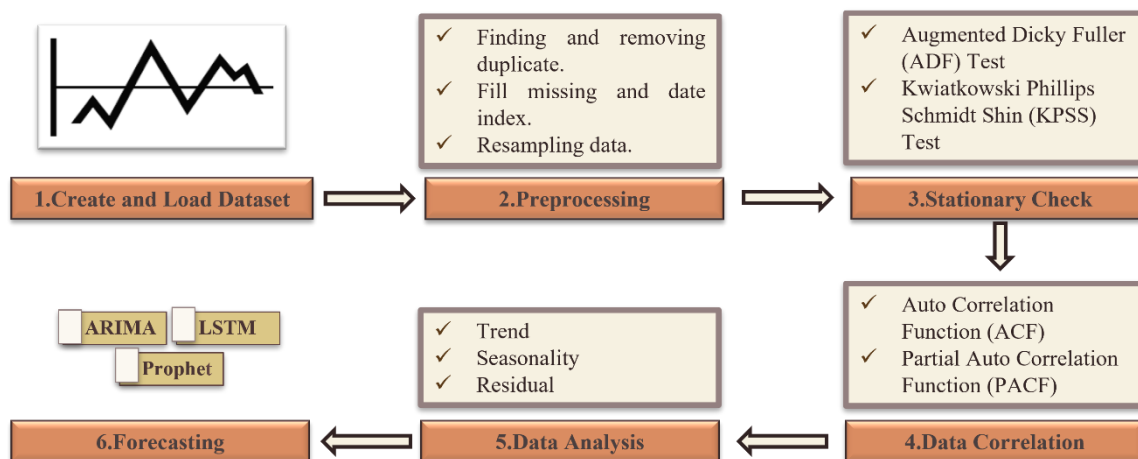 ✓ Finding and removing
duplicate.
✓ Fill missing and date
index.
✓ Resampling data.
✓ Augmented Dicky Fuller
(ADF) Test
✓ Kwiatkowski Phillips
Schmidt Shin (KPSS)
Test
1.Create and Load Dataset
2.Preprocessing
3.Stationary Check
✓ Auto Correlation
Function (ACF)
✓ Partial Auto Correlation
Function (PACF)
✓ Trend
✓ Seasonality
✓ Residual
ARIMA
LSTM
Prophet
6.Forecasting
5.Data Analysis
4.Data Correlation